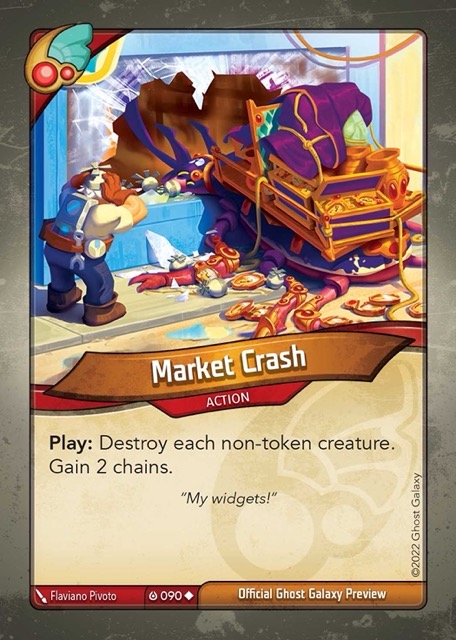 Market Crash
ACTION
Play: Destroy each non-token creature.
Gain 2 chains.
"My widgets!"
©2022 Ghost Galaxy
Flaviano Pivoto
090
Official Ghost Galaxy Preview